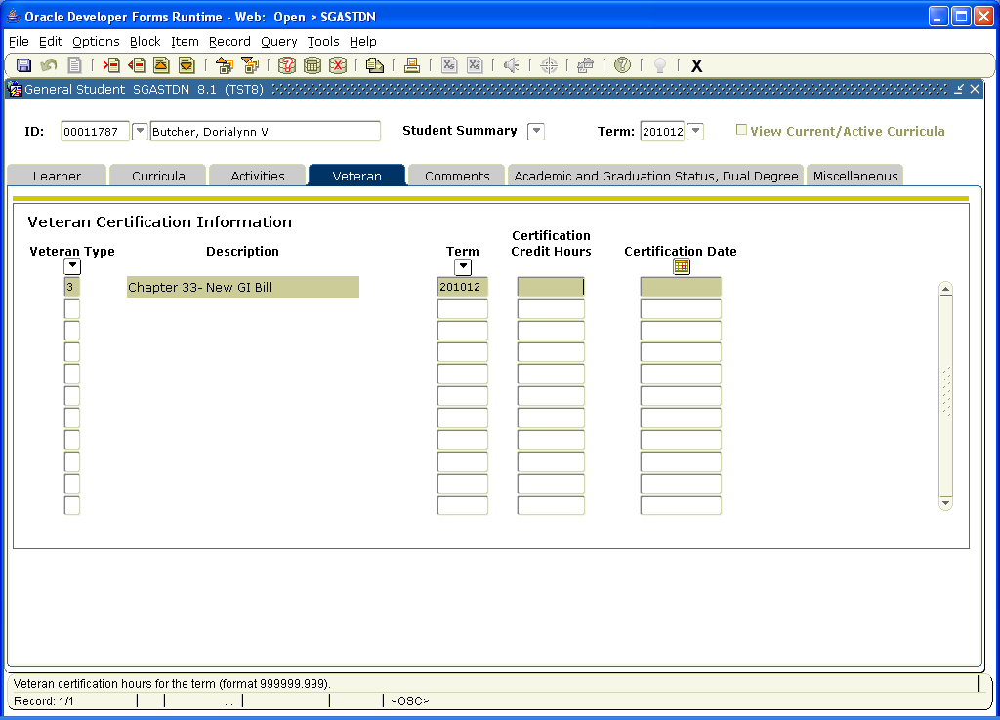 Oracle Developer Forms Runtime - Web: Open > SGASTDN
File Edit Options Block Item Record Query Tools Help
X
General Student SGASTDN 8.1 (TST8)
ID: 00011787 Butcher, Dorialynn V. Student Summary Term: 201012 View Current/Active Curricula
Learner Curricula Activities Veteran Comments Academic and Graduation Status, Dual Degree Miscellaneous
Veteran Certification Information
Certification
Veteran Type Description Term Credit Hours Certification Date
3 Chapter 33- New GI Bill 201012
Veteran certification hours for the term (format 999999.999).
Record: 1/1 ... <OSC>